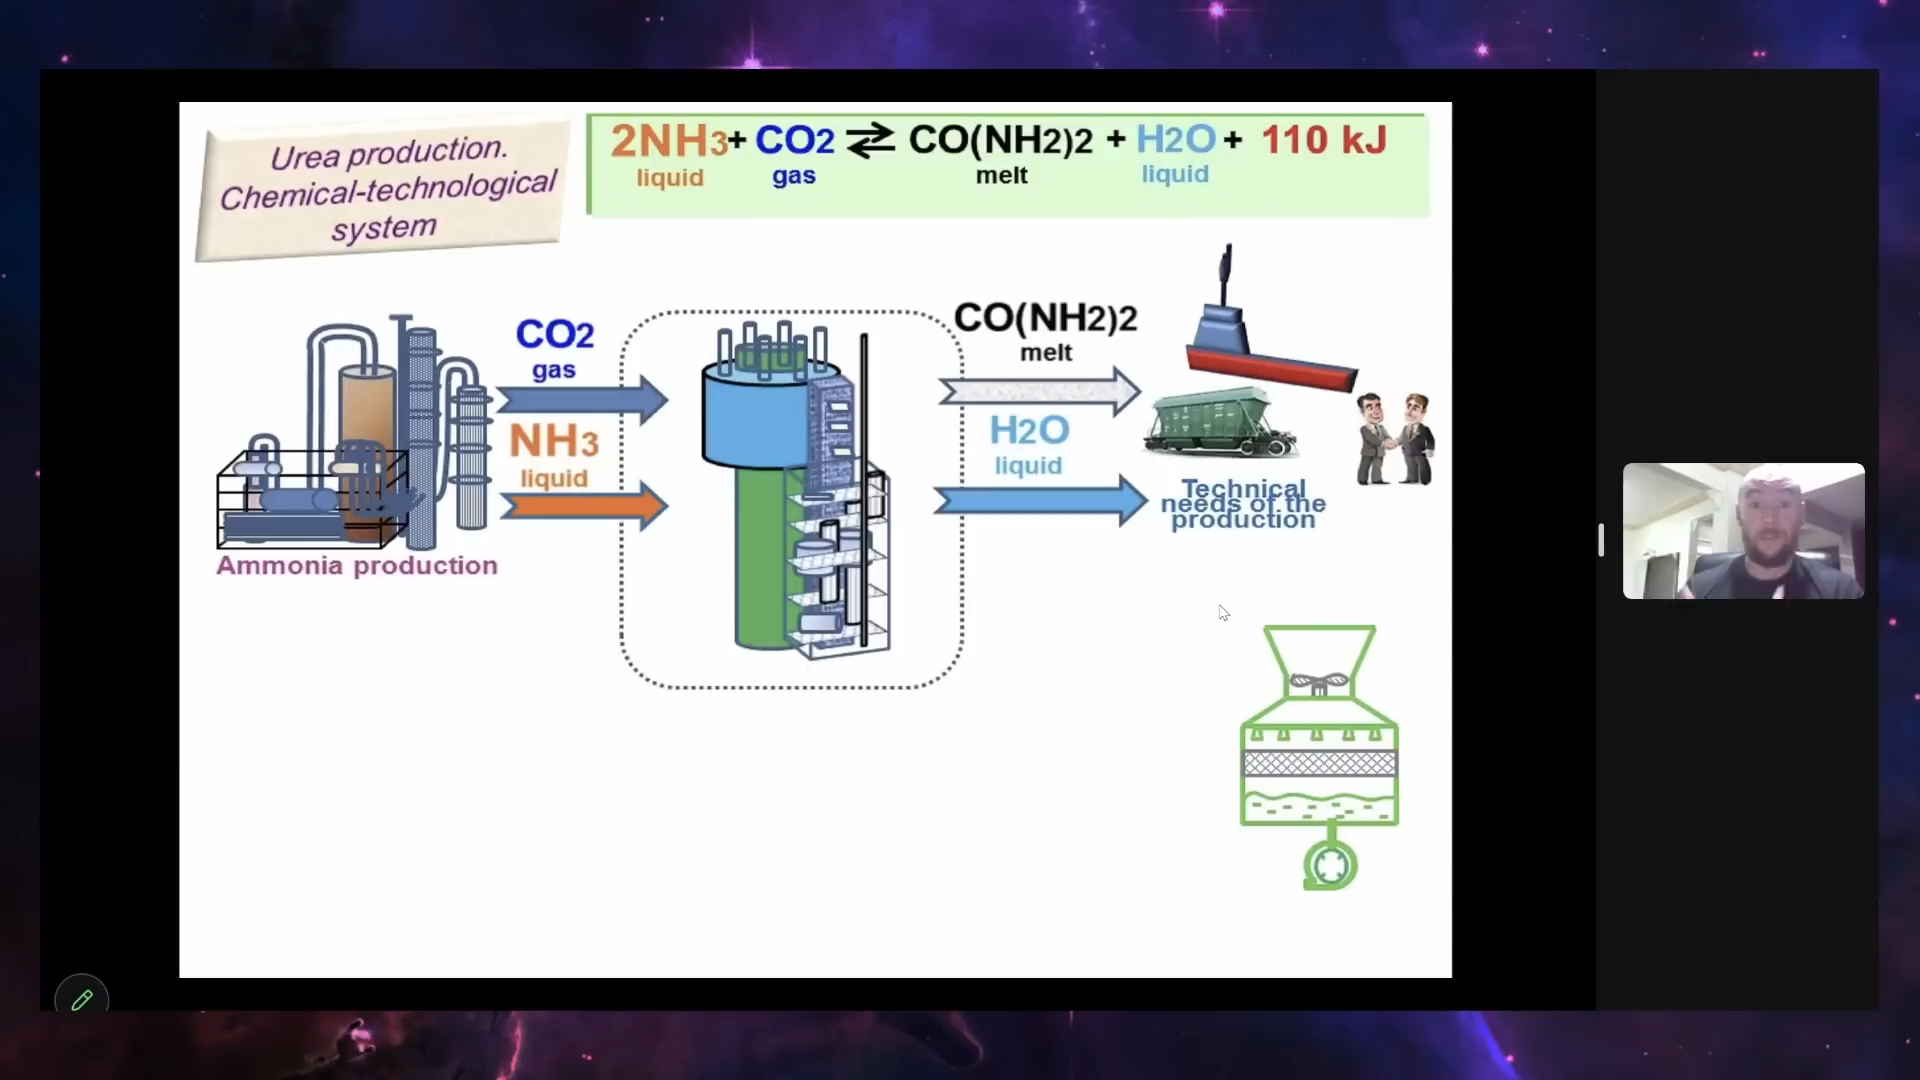 Urea production.
Chemical-technological
system
2NH3+ CO2 ⇄ CO(NH2)2 + H2O + 110 kJ
liquid gas melt liquid
CO2
gas
NH3
liquid
Ammonia production
CO(NH2)2
melt
H2O
liquid
Technical
needs of the
production